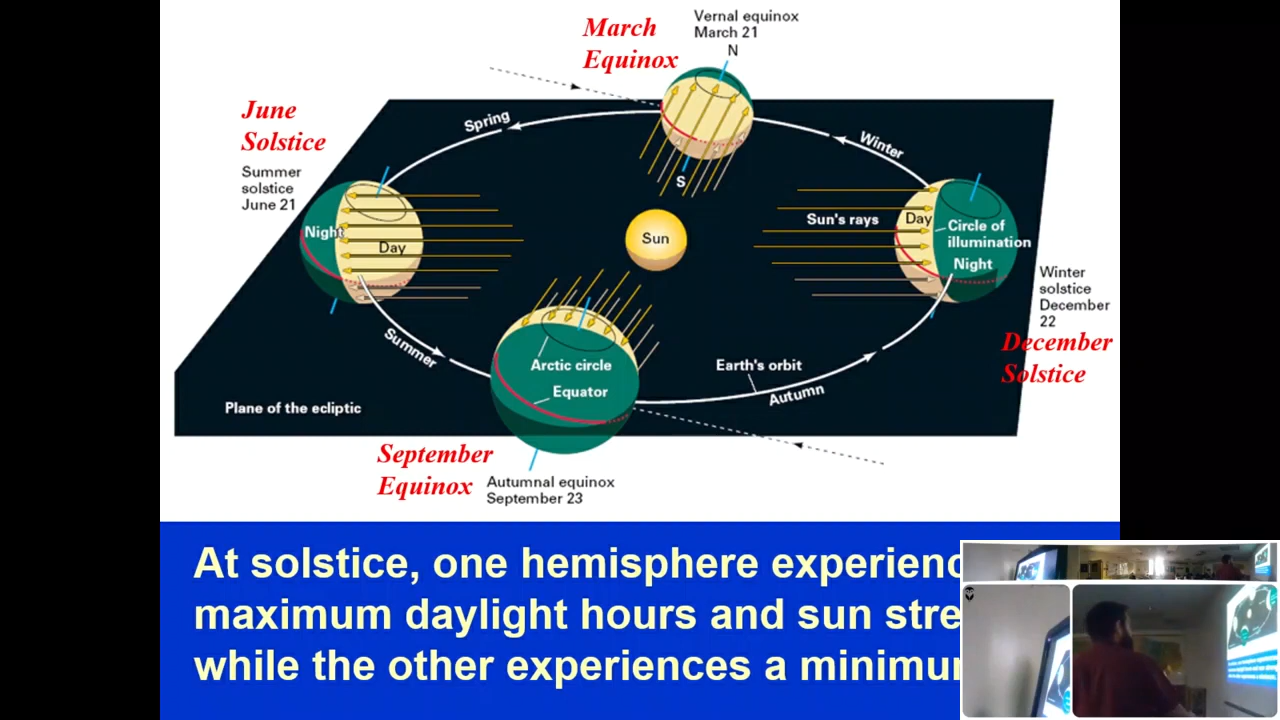 March
Equinox
Vernal equinox
March 21
N
June
Solstice
Summer
solstice
June 21
Spring
Winter
S
Night
Day
Sun
Sun's rays
Day
Circle of
illumination
Night
Winter
solstice
December
22
December
Solstice
Summer
Arctic circle
Equator
Earth's orbit
Autumn
Plane of the ecliptic
September
Equinox
Autumnal equinox
September 23
At solstice, one hemisphere
maximum daylight hours and sun
while the other experiences a